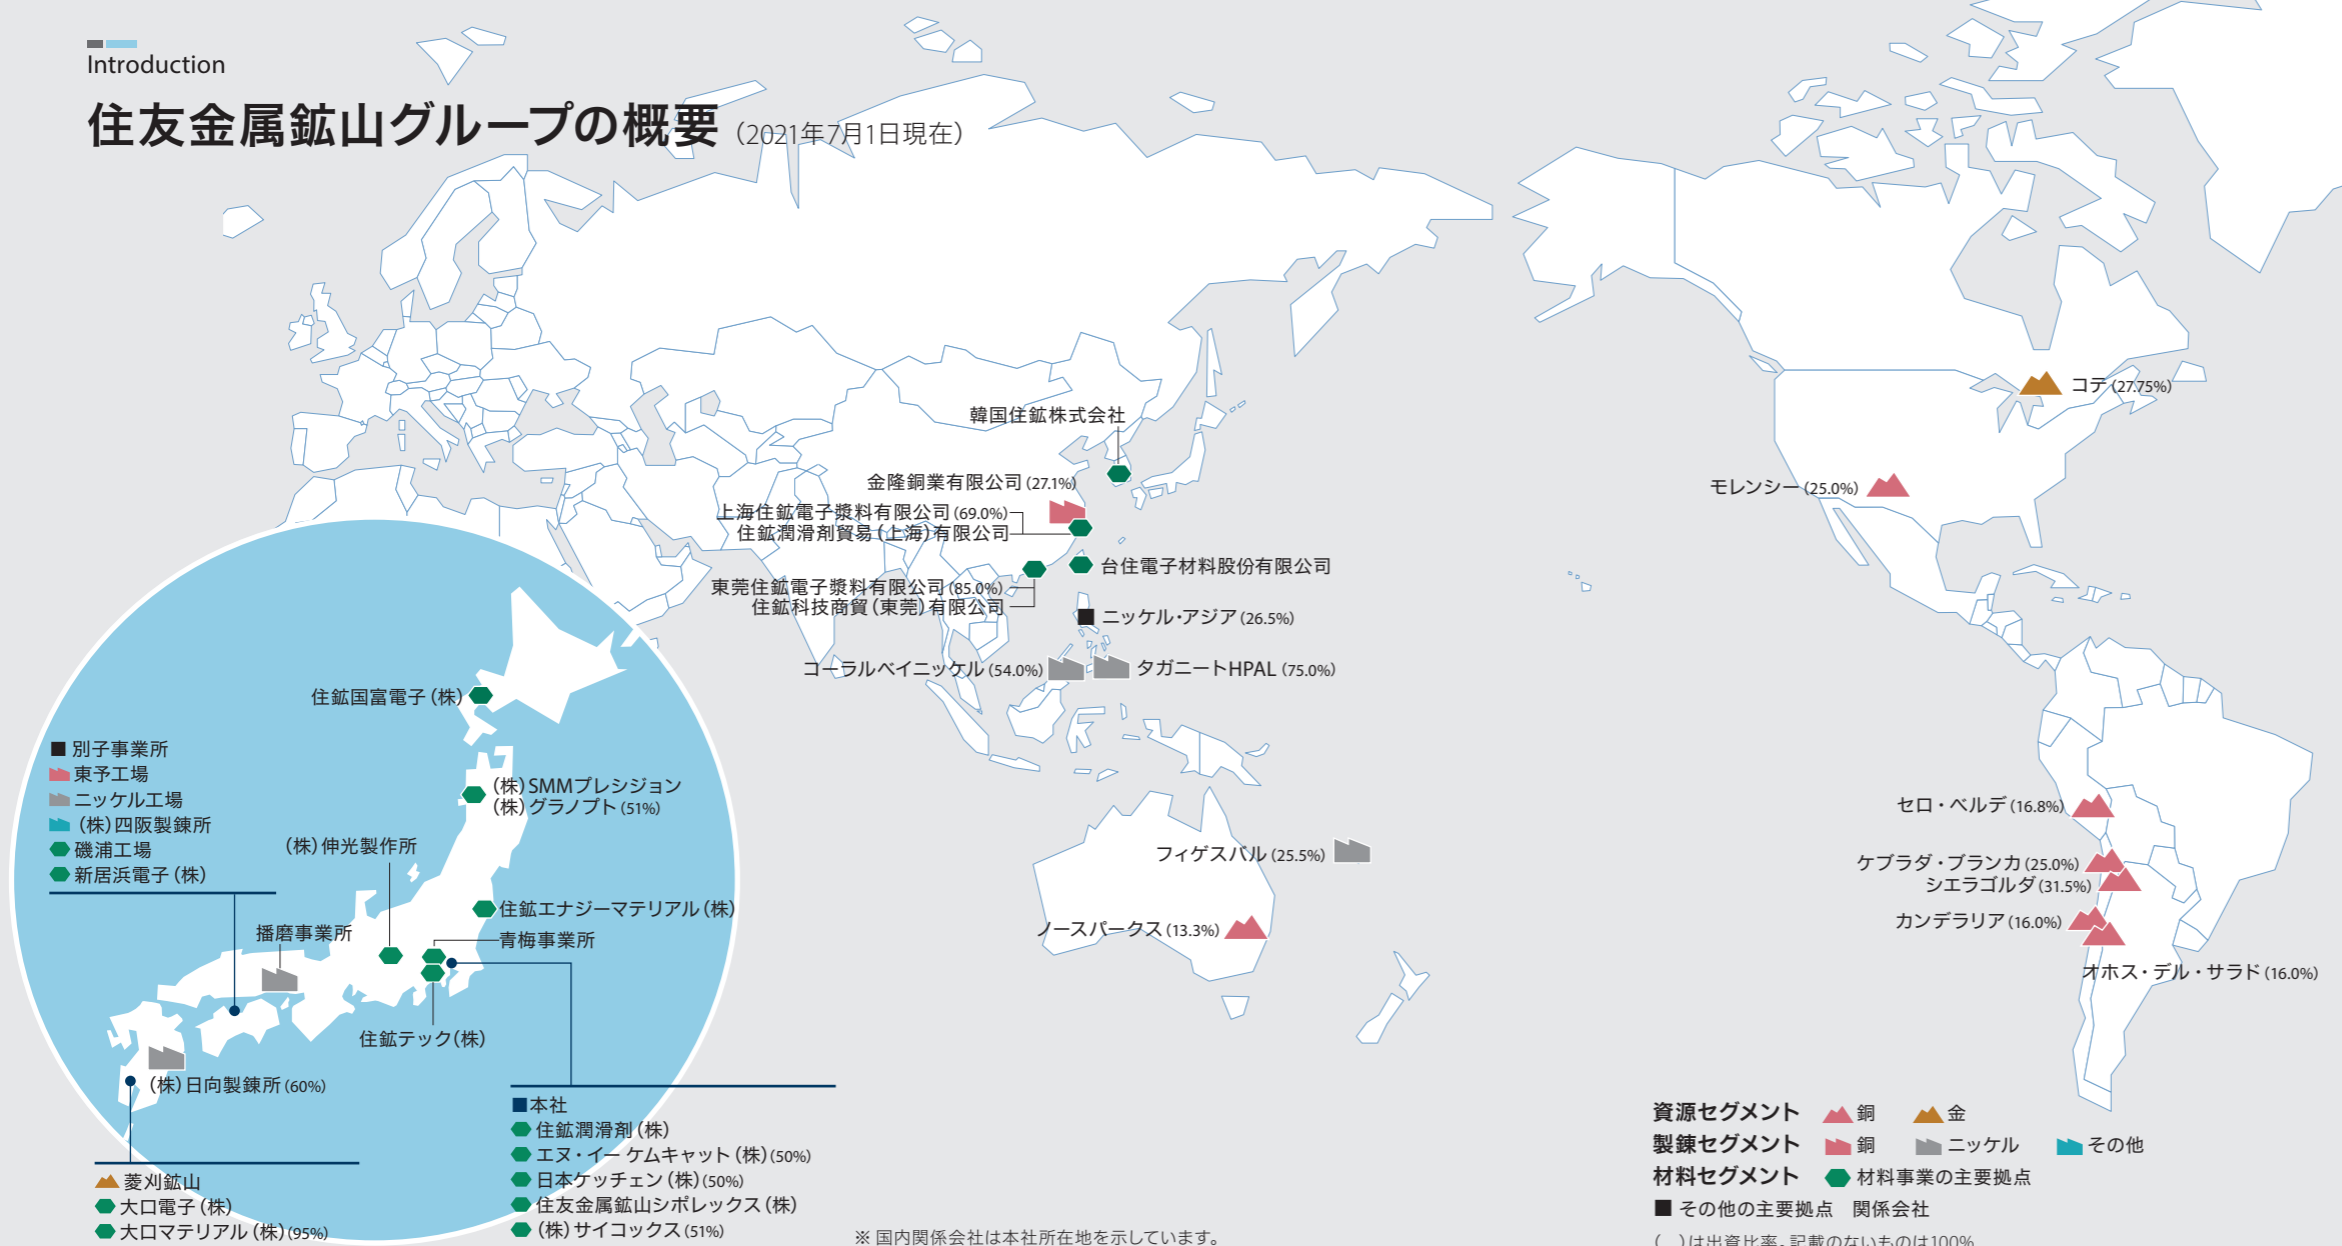 Introduction
住友金属鉱山グループの概要（2021年7月1日現在）
韓国住鉱株式会社
金隆銅業有限公司（27.1%）
上海住鉱電子漿料有限公司（69.0%）
住鉱潤滑剤貿易（上海）有限公司
東莞住鉱電子漿料有限公司（85.0%）
住鉱科技商貿（東莞）有限公司
台住電子材料股份有限公司
ニッケル・アジア（26.5%）
コーラルベイニッケル（54.0%）
タガニートHPAL（75.0%）
フィゲスバル（25.5%）
ノースパークス（13.3%）
コテ（27.75%）
モレンシー（25.0%）
セロ・ベルデ（16.8%）
ケブラダ・ブランカ（25.0%）
シエラゴルダ（31.5%）
カンデラリア（16.0%）
オホス・デル・サラド（16.0%）
住鉱国富電子（株）
別子事業所
東予工場
ニッケル工場
（株）四阪製錬所
磯浦工場
新居浜電子（株）
（株）SMMプレシジョン
（株）グラノプト（51%）
（株）伸光製作所
住鉱エナジーマテリアル（株）
青梅事業所
播磨事業所
住鉱テック（株）
（株）日向製錬所（60%）
菱刈鉱山
大口電子（株）
大口マテリアル（株）（95%）
本社
住鉱潤滑剤（株）
エヌ・イー ケムキャット（株）（50%）
日本ケッチェン（株）（50%）
住友金属鉱山シポレックス（株）
（株）サイコックス（51%）
※ 国内関係会社は本社所在地を示しています。
資源セグメント 銅 金
製錬セグメント 銅 ニッケル その他
材料セグメント 材料事業の主要拠点
その他の主要拠点 関係会社
（ ）は出資比率。記載のないものは100%